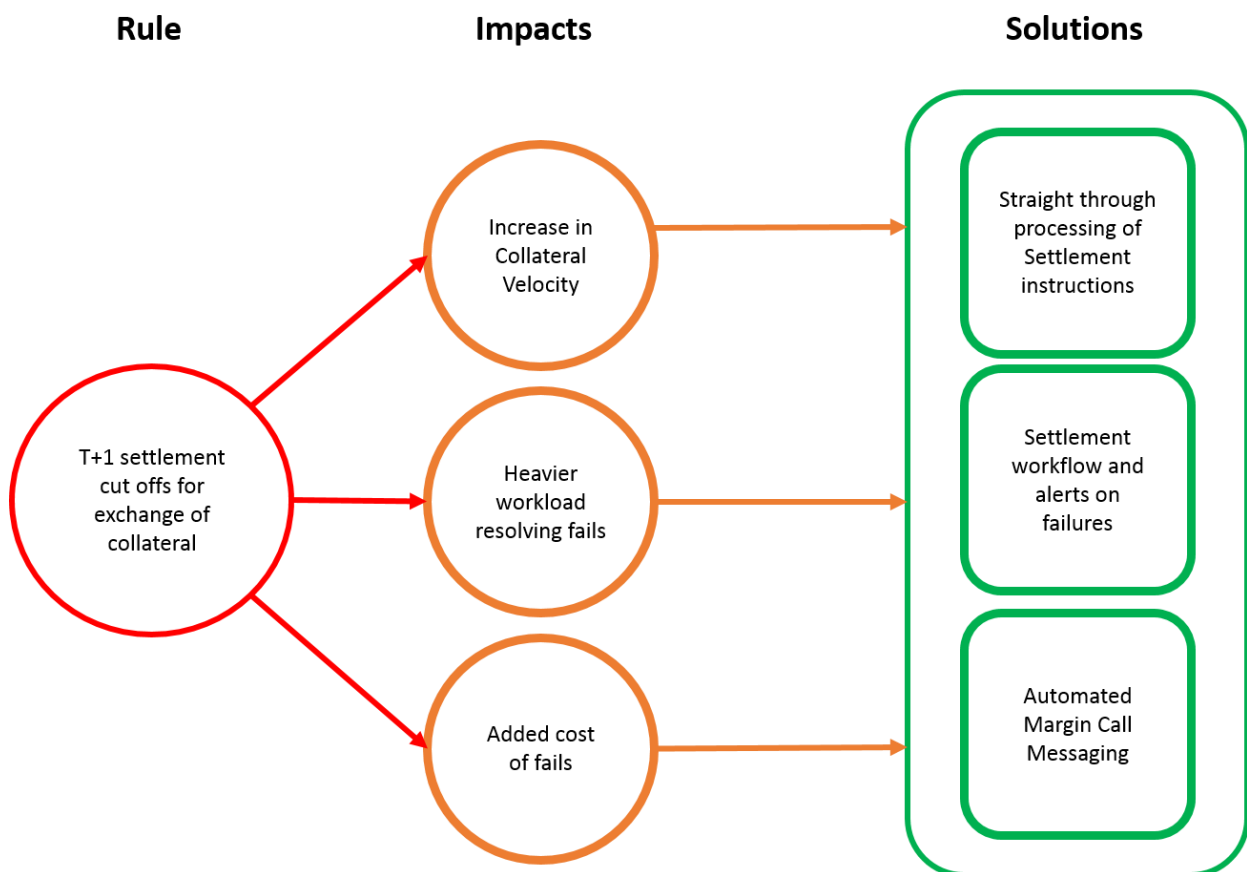 Rule
Impacts
Solutions
T+1 settlement
cut offs for
exchange of
collateral
Increase in
Collateral
Velocity
Heavier
workload
resolving fails
Added cost
of fails
Straight through
processing of
Settlement
instructions
Settlement
workflow and
alerts on
failures
Automated
Margin Call
Messaging